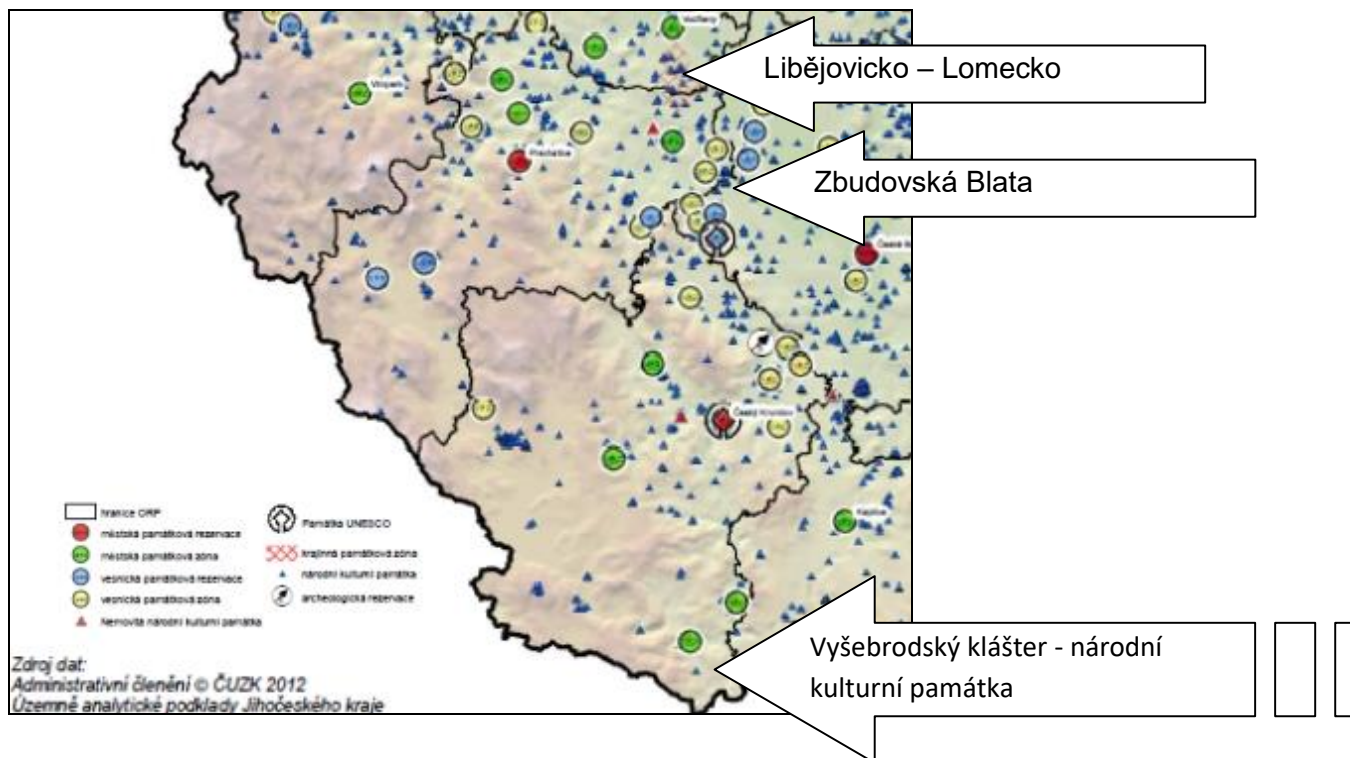 Libějovicko – Lomecko
Zbudovská Blata
Prachatice
Český Krumlov
Kaplice
hranice ORP
městská památková rezervace
městská památková zóna
vesnická památková rezervace
vesnická památková zóna
Nemovitá národní kulturní památka
Památka UNESCO
krajinná památková zóna
národní kulturní památka
archeologická rezervace
Vyšebrodský klášter - národní
kulturní památka
Zdroj dat:
Administrativní členění © ČUZK 2012
Územně analytické podklady Jihočeského kraje